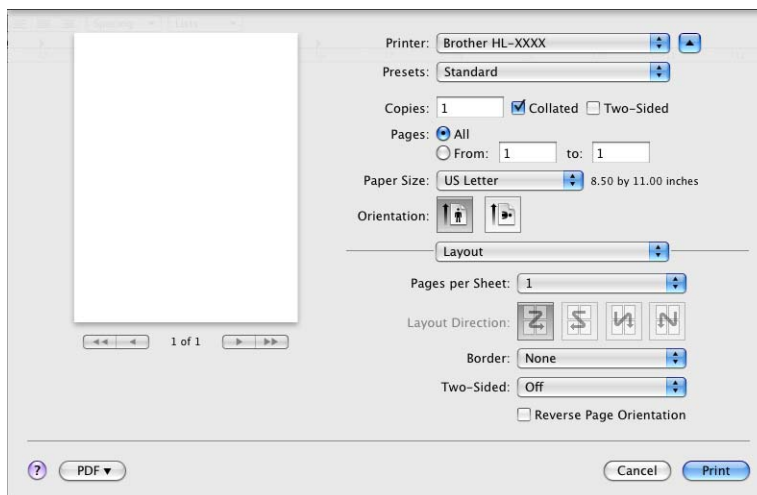 Spacing Lists
Printer: Brother HL-XXXX
Presets: Standard
Copies: 1 Collated Two-Sided
Pages: All
From: 1 to: 1
Paper Size: US Letter 8.50 by 11.00 inches
Orientation:
Layout
Pages per Sheet: 1
Layout Direction:
Border: None
Two-Sided: Off
Reverse Page Orientation
1 of 1
? PDF ▼ Cancel Print